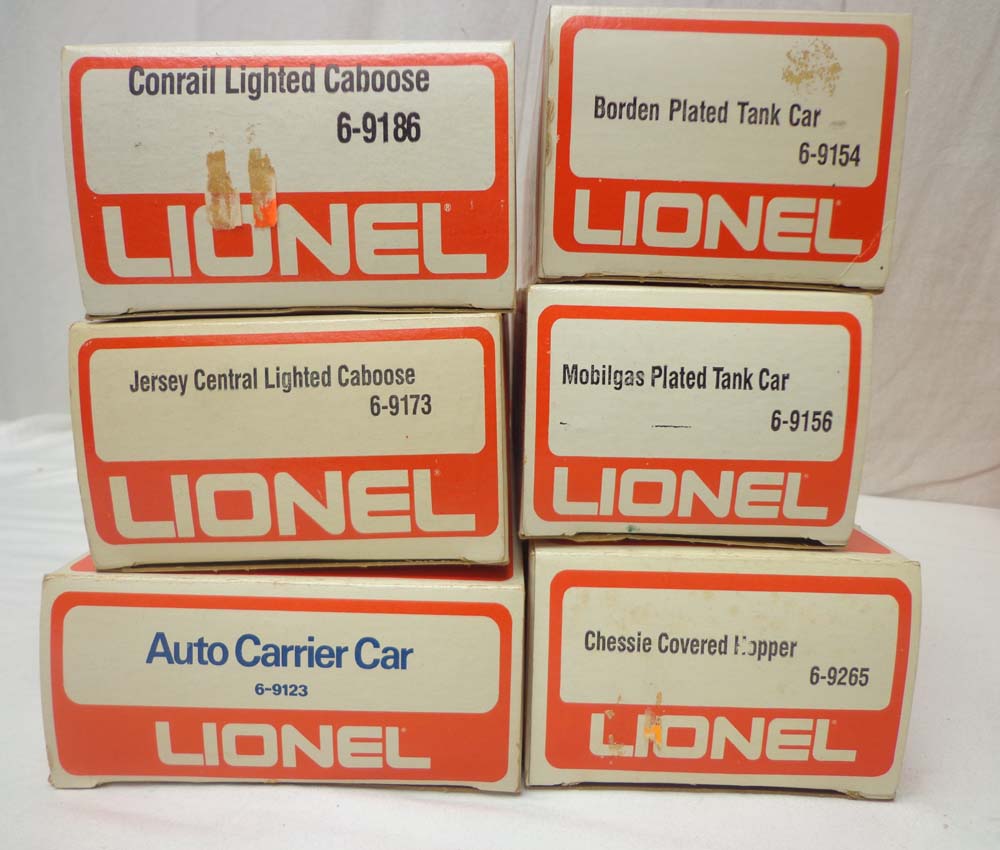 Conrail Lighted Caboose
6-9186
LIONEL®
Borden Plated Tank Car
6-9154
LIONEL
Jersey Central Lighted Caboose
6-9173
LIONEL®
Mobilgas Plated Tank Car
6-9156
LIONEL®
Auto Carrier Car
6-9123
LIONEL®
Chessie Covered Hopper
6-9265
LIONEL®